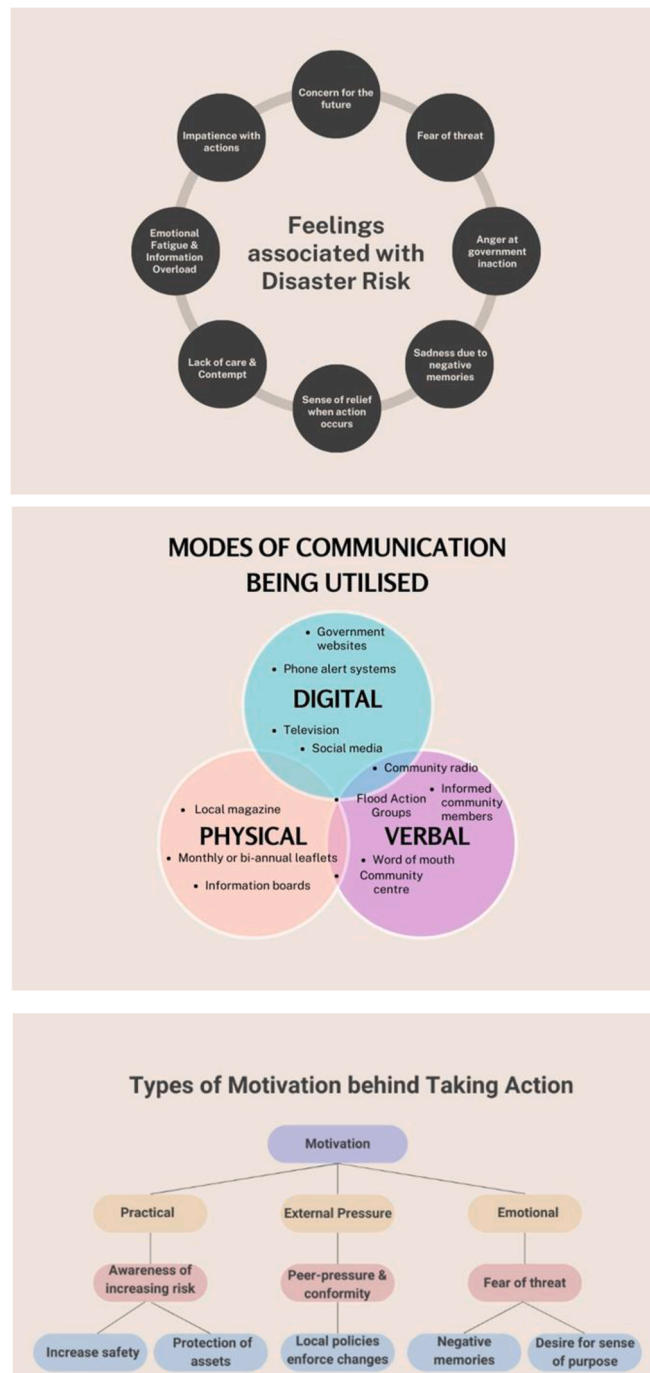 Concern for the
future
Impatience with
actions
Fear of threat
Emotional
Fatigue &
Information
Overload
Feelings
associated with
Disaster Risk
Anger at
government
inaction
Lack of care &
Contempt
Sadness due to
negative
memories
Sense of relief
when action
occurs
MODES OF COMMUNICATION
BEING UTILISED
• Government
websites
• Phone alert systems
DIGITAL
• Television
• Social media
• Community radio
• Flood Action
Groups
• Informed
community
members
• Local magazine
PHYSICAL
VERBAL
• Monthly or bi-annual leaflets
• Word of mouth
• Community
centre
• Information boards
Types of Motivation behind Taking Action
Motivation
Practical
External Pressure
Emotional
Awareness of
increasing risk
Peer-pressure &
conformity
Fear of threat
Increase safety
Protection of
assets
Local policies
enforce changes
Negative
memories
Desire for sense
of purpose